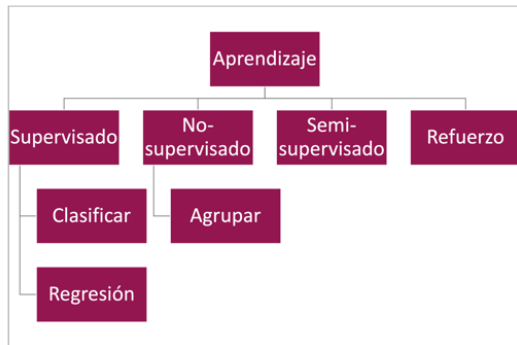 Aprendizaje
Supervisado
No-
supervisado
Semi-
supervisado
Refuerzo
Clasificar
Agrupar
Regresión